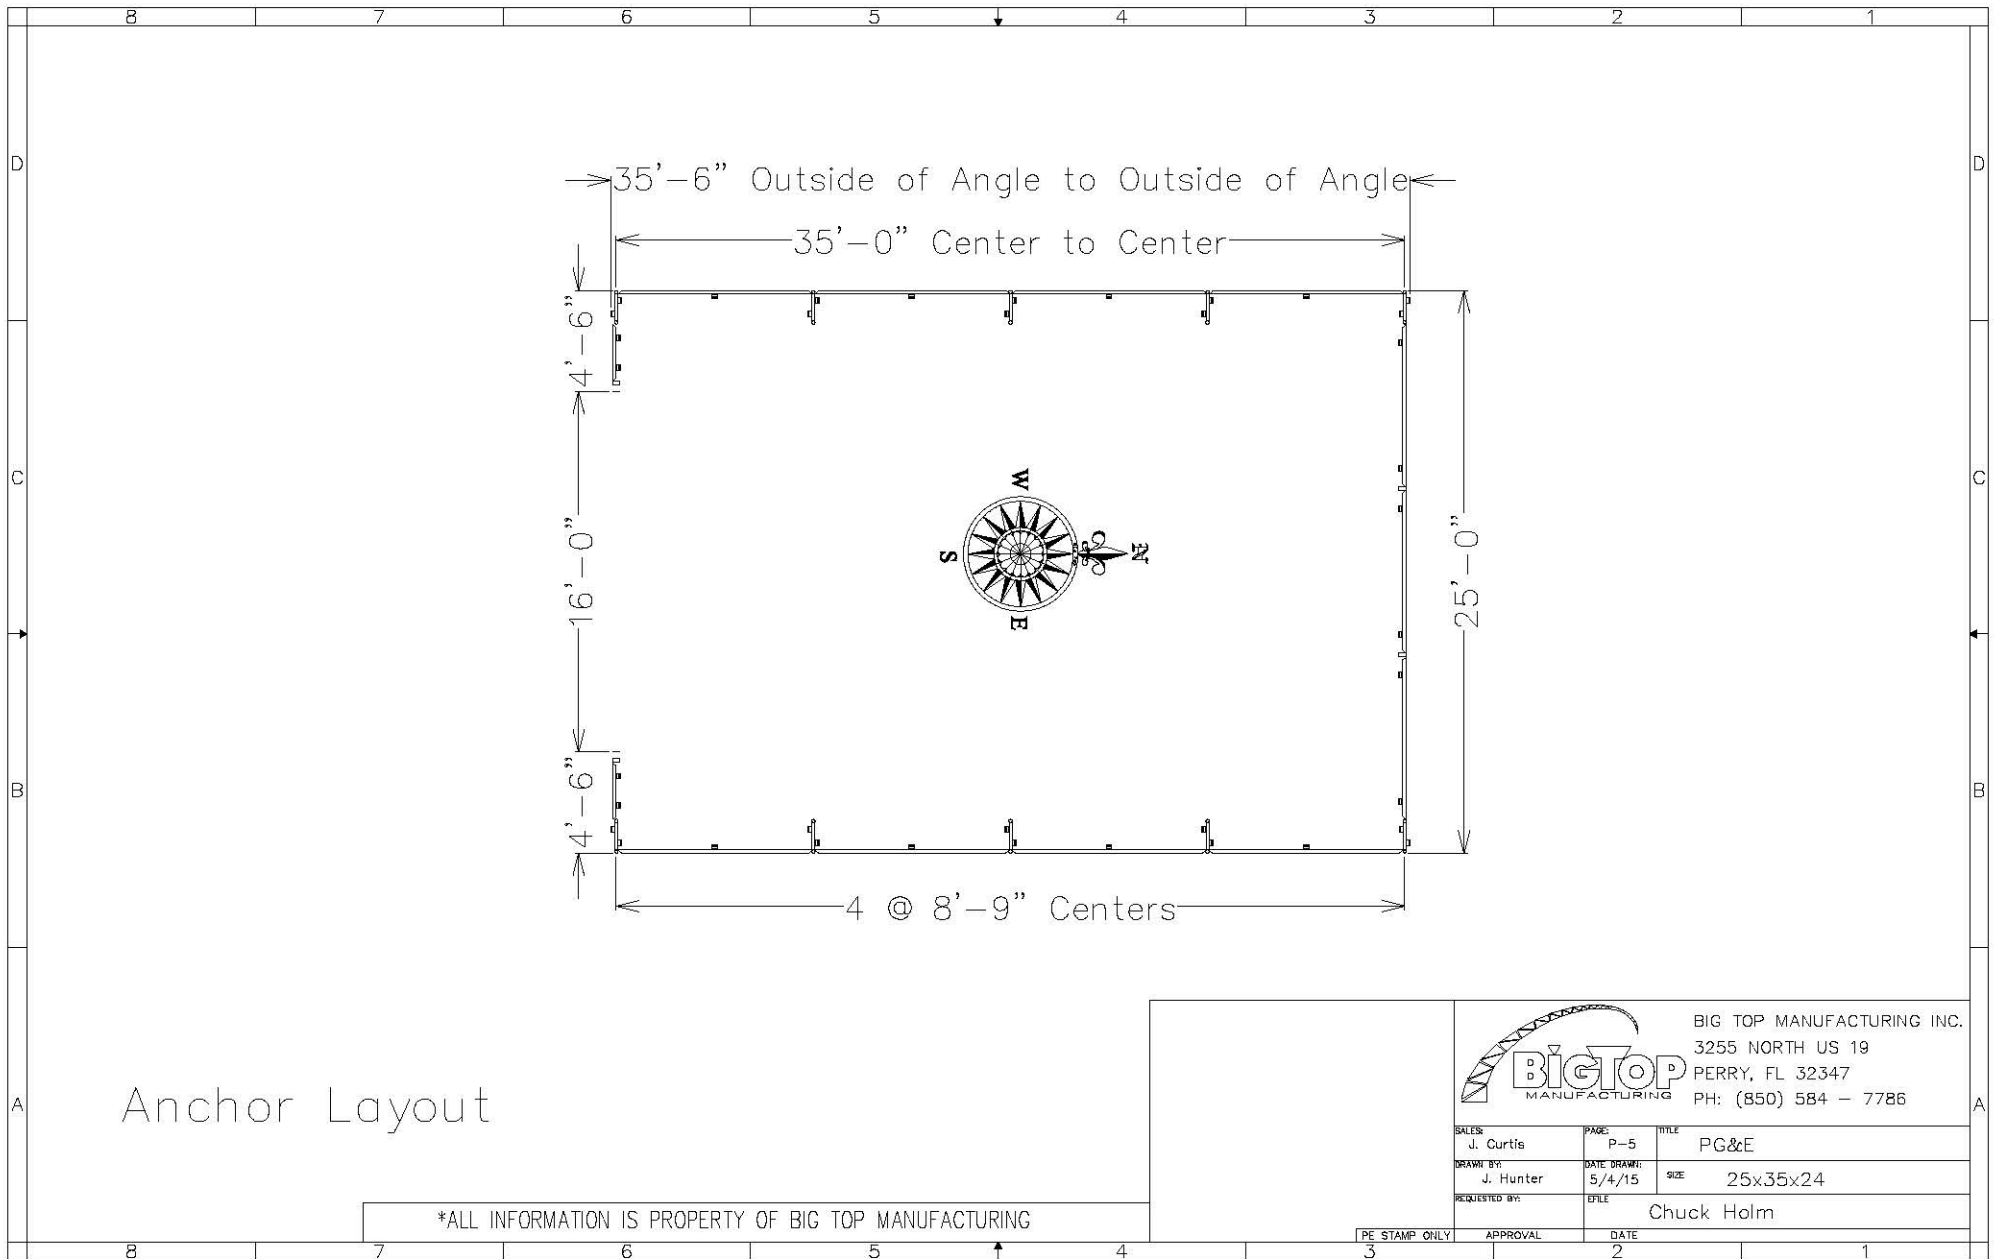 8 7 6 5 4 3 2 1
D D
35'-6" Outside of Angle to Outside of Angle
35'-0" Center to Center
4'-6"
C C
W
S N
E
16'-0"
25'-0"
B B
4'-6"
4 @ 8'-9" Centers
Anchor Layout
A A
BIGTOP
MANUFACTURING
BIG TOP MANUFACTURING INC.
3255 NORTH US 19
PERRY, FL 32347
PH: (850) 584 - 7786
SALES: J. Curtis
PAGE: P-5
TITLE PG&E
DRAWN BY: J. Hunter
DATE DRAWN: 5/4/15
SIZE 25x35x24
REQUESTED BY:
EFILE Chuck Holm
*ALL INFORMATION IS PROPERTY OF BIG TOP MANUFACTURING
PE STAMP ONLY APPROVAL DATE
8 7 6 5 4 3 2 1